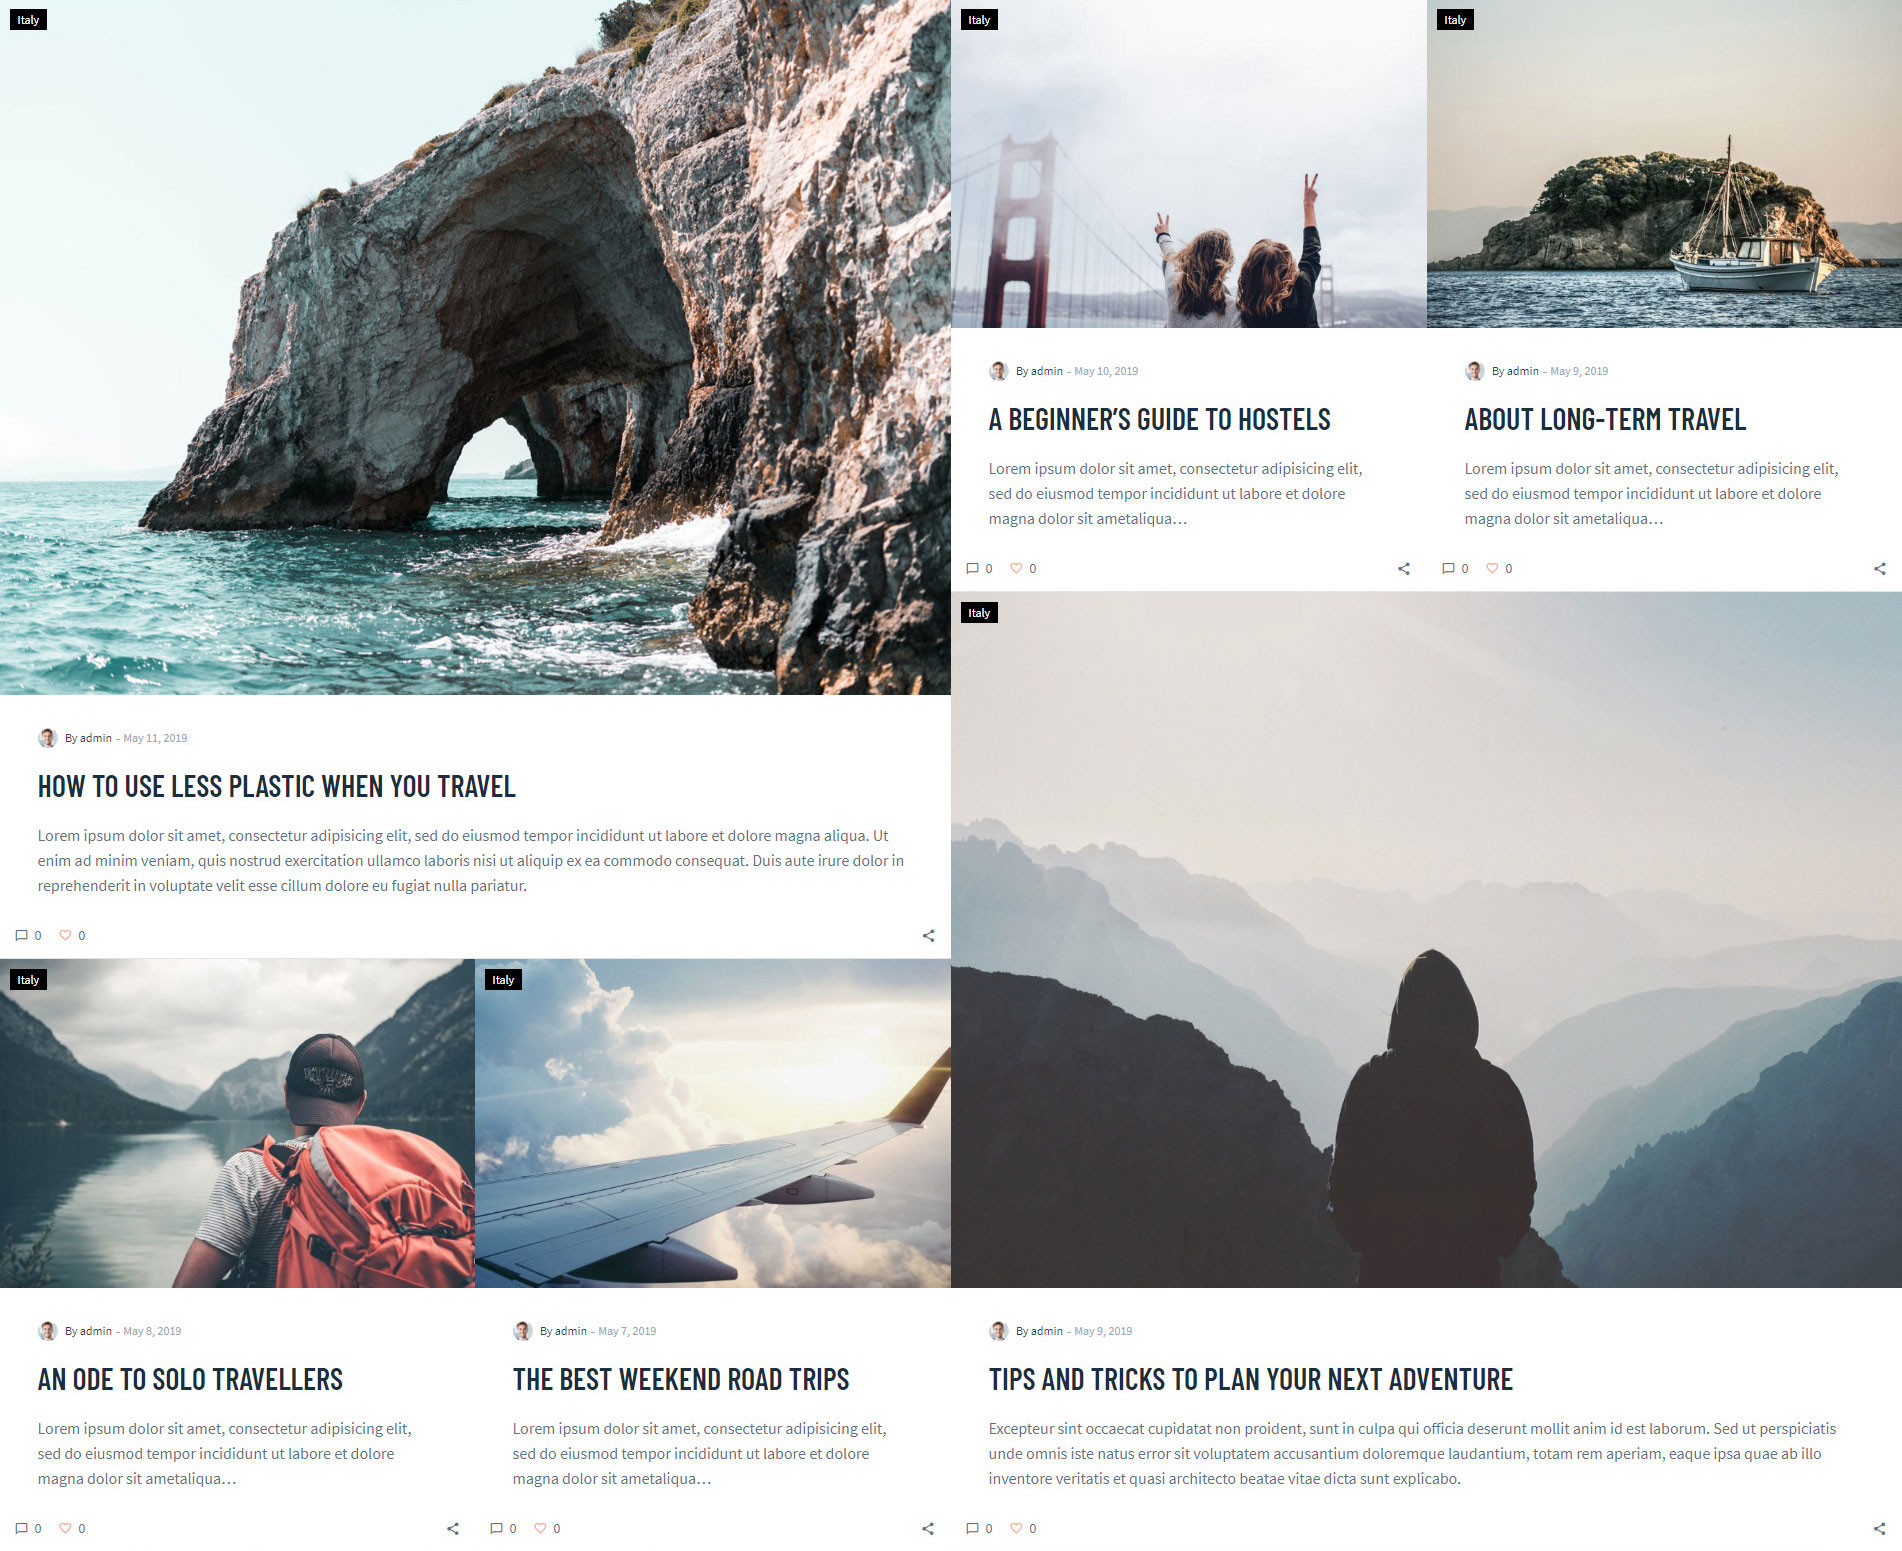 Italy
By admin - May 11, 2019
HOW TO USE LESS PLASTIC WHEN YOU TRAVEL
Lorem ipsum dolor sit amet, consectetur adipisicing elit, sed do eiusmod tempor incididunt ut labore et dolore magna aliqua. Ut
enim ad minim veniam, quis nostrud exercitation ullamco laboris nisi ut aliquip ex ea commodo consequat. Duis aute irure dolor in
reprehenderit in voluptate velit esse cillum dolore eu fugiat nulla pariatur.
0 0
Italy
By admin - May 10, 2019
A BEGINNER’S GUIDE TO HOSTELS
Lorem ipsum dolor sit amet, consectetur adipisicing elit,
sed do eiusmod tempor incididunt ut labore et dolore
magna dolor sit ametaliqua…
0 0
Italy
By admin - May 9, 2019
ABOUT LONG-TERM TRAVEL
Lorem ipsum dolor sit amet, consectetur adipisicing elit,
sed do eiusmod tempor incididunt ut labore et dolore
magna dolor sit ametaliqua…
0 0
Italy
By admin - May 8, 2019
AN ODE TO SOLO TRAVELLERS
Lorem ipsum dolor sit amet, consectetur adipisicing elit,
sed do eiusmod tempor incididunt ut labore et dolore
magna dolor sit ametaliqua…
0 0
Italy
By admin - May 7, 2019
THE BEST WEEKEND ROAD TRIPS
Lorem ipsum dolor sit amet, consectetur adipisicing elit,
sed do eiusmod tempor incididunt ut labore et dolore
magna dolor sit ametaliqua…
0 0
Italy
By admin - May 9, 2019
TIPS AND TRICKS TO PLAN YOUR NEXT ADVENTURE
Excepteur sint occaecat cupidatat non proident, sunt in culpa qui officia deserunt mollit anim id est laborum. Sed ut perspiciatis
unde omnis iste natus error sit voluptatem accusantium doloremque laudantium, totam rem aperiam, eaque ipsa quae ab illo
inventore veritatis et quasi architecto beatae vitae dicta sunt explicabo.
0 0